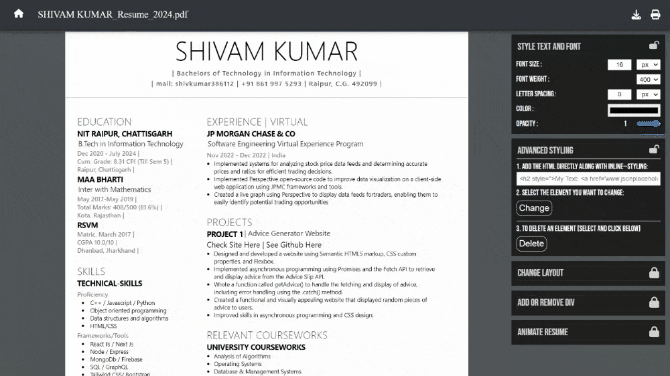 SHIVAM KUMAR_Resume_2024.pdf
SHIVAM KUMAR
| Bachelors of Technology in Information Technology |
| mail: shivkumar386112 | +91 861 997 5293 | Raipur, C.G. 492099 |
EDUCATION
NIT RAIPUR, CHATTISGARH
B.Tech in Information Technology
Dec 2020 - July 2024 |
Cum. Grade: 8.31 CPI (Till Sem 5) |
Raipur, Chattisgarh |
MAA BHARTI
Inter with Mathematics
May 2017-May 2019 |
Total Marks: 408/500 (81.6%) |
Kota, Rajasthan |
RSVM
Matric. March 2017 |
CGPA 10.0/10 |
Dhanbad, Jharkhand |
SKILLS
TECHNICAL-SKILLS
Proficiency
C++ / Javascript / Python
Object oriented programming
Data structures and algorithms
HTML/CSS
Frameworks/Tools
React Js / Next Js
Node / Express
MongoDb / Firebase
SQL / GraphQL
Tailwind CSS/ Bootstrap
EXPERIENCE | VIRTUAL
JP MORGAN CHASE & CO
Software Engineering Virtual Experience Program
Nov 2022 - Dec 2022 | India
Implemented systems for analyzing stock price data feeds and determining accurate
prices and ratios for efficient trading decisions.
Implemented Perspective open-source code to improve data visualization on a client-side
web application using JPMC frameworks and tools.
Created a live graph using Perspective to display data feeds fortraders, enabling them to
easily identify potential trading opportunities
PROJECTS
PROJECT 1 | Advice Generator Website
Check Site Here | See Github Here
Designed and developed a website using Semantic HTML5 markup, CSS custom
properties, and Flexbox.
Implemented asynchronous programming using Promises and the Fetch API to retrieve
and display advice from the Advice Slip API.
Wrote a function called getAdvice() to handle the fetching and display of advice,
including error handling using the .catch() method.
Created a functional and visually appealing website that displayed random pieces of
advice to users.
Improved skills in asynchronous programming and CSS design.
RELEVANT COURSEWORKS
UNIVERSITY COURSEWORKS
Analysis of Algorithms
Operating Systems
Database & Management Systems
STYLE TEXT AND FONT
FONT SIZE : 16 px
FONT WEIGHT : 400
LETTER SPACING : 0 px
COLOR :
OPACITY : 1
ADVANCED STYLING
1. ADD THE HTML DIRECTLY ALONG WITH INLINE-STYLING:
<h2 style="">My Text, <a href="www.jsonplacehol
2. SELECT THE ELEMENT YOU WANT TO CHANGE:
Change
3. TO DELETE AN ELEMENT (SELECT AND CLICK BELOW)
Delete
CHANGE LAYOUT
ADD OR REMOVE DIV
ANIMATE RESUME